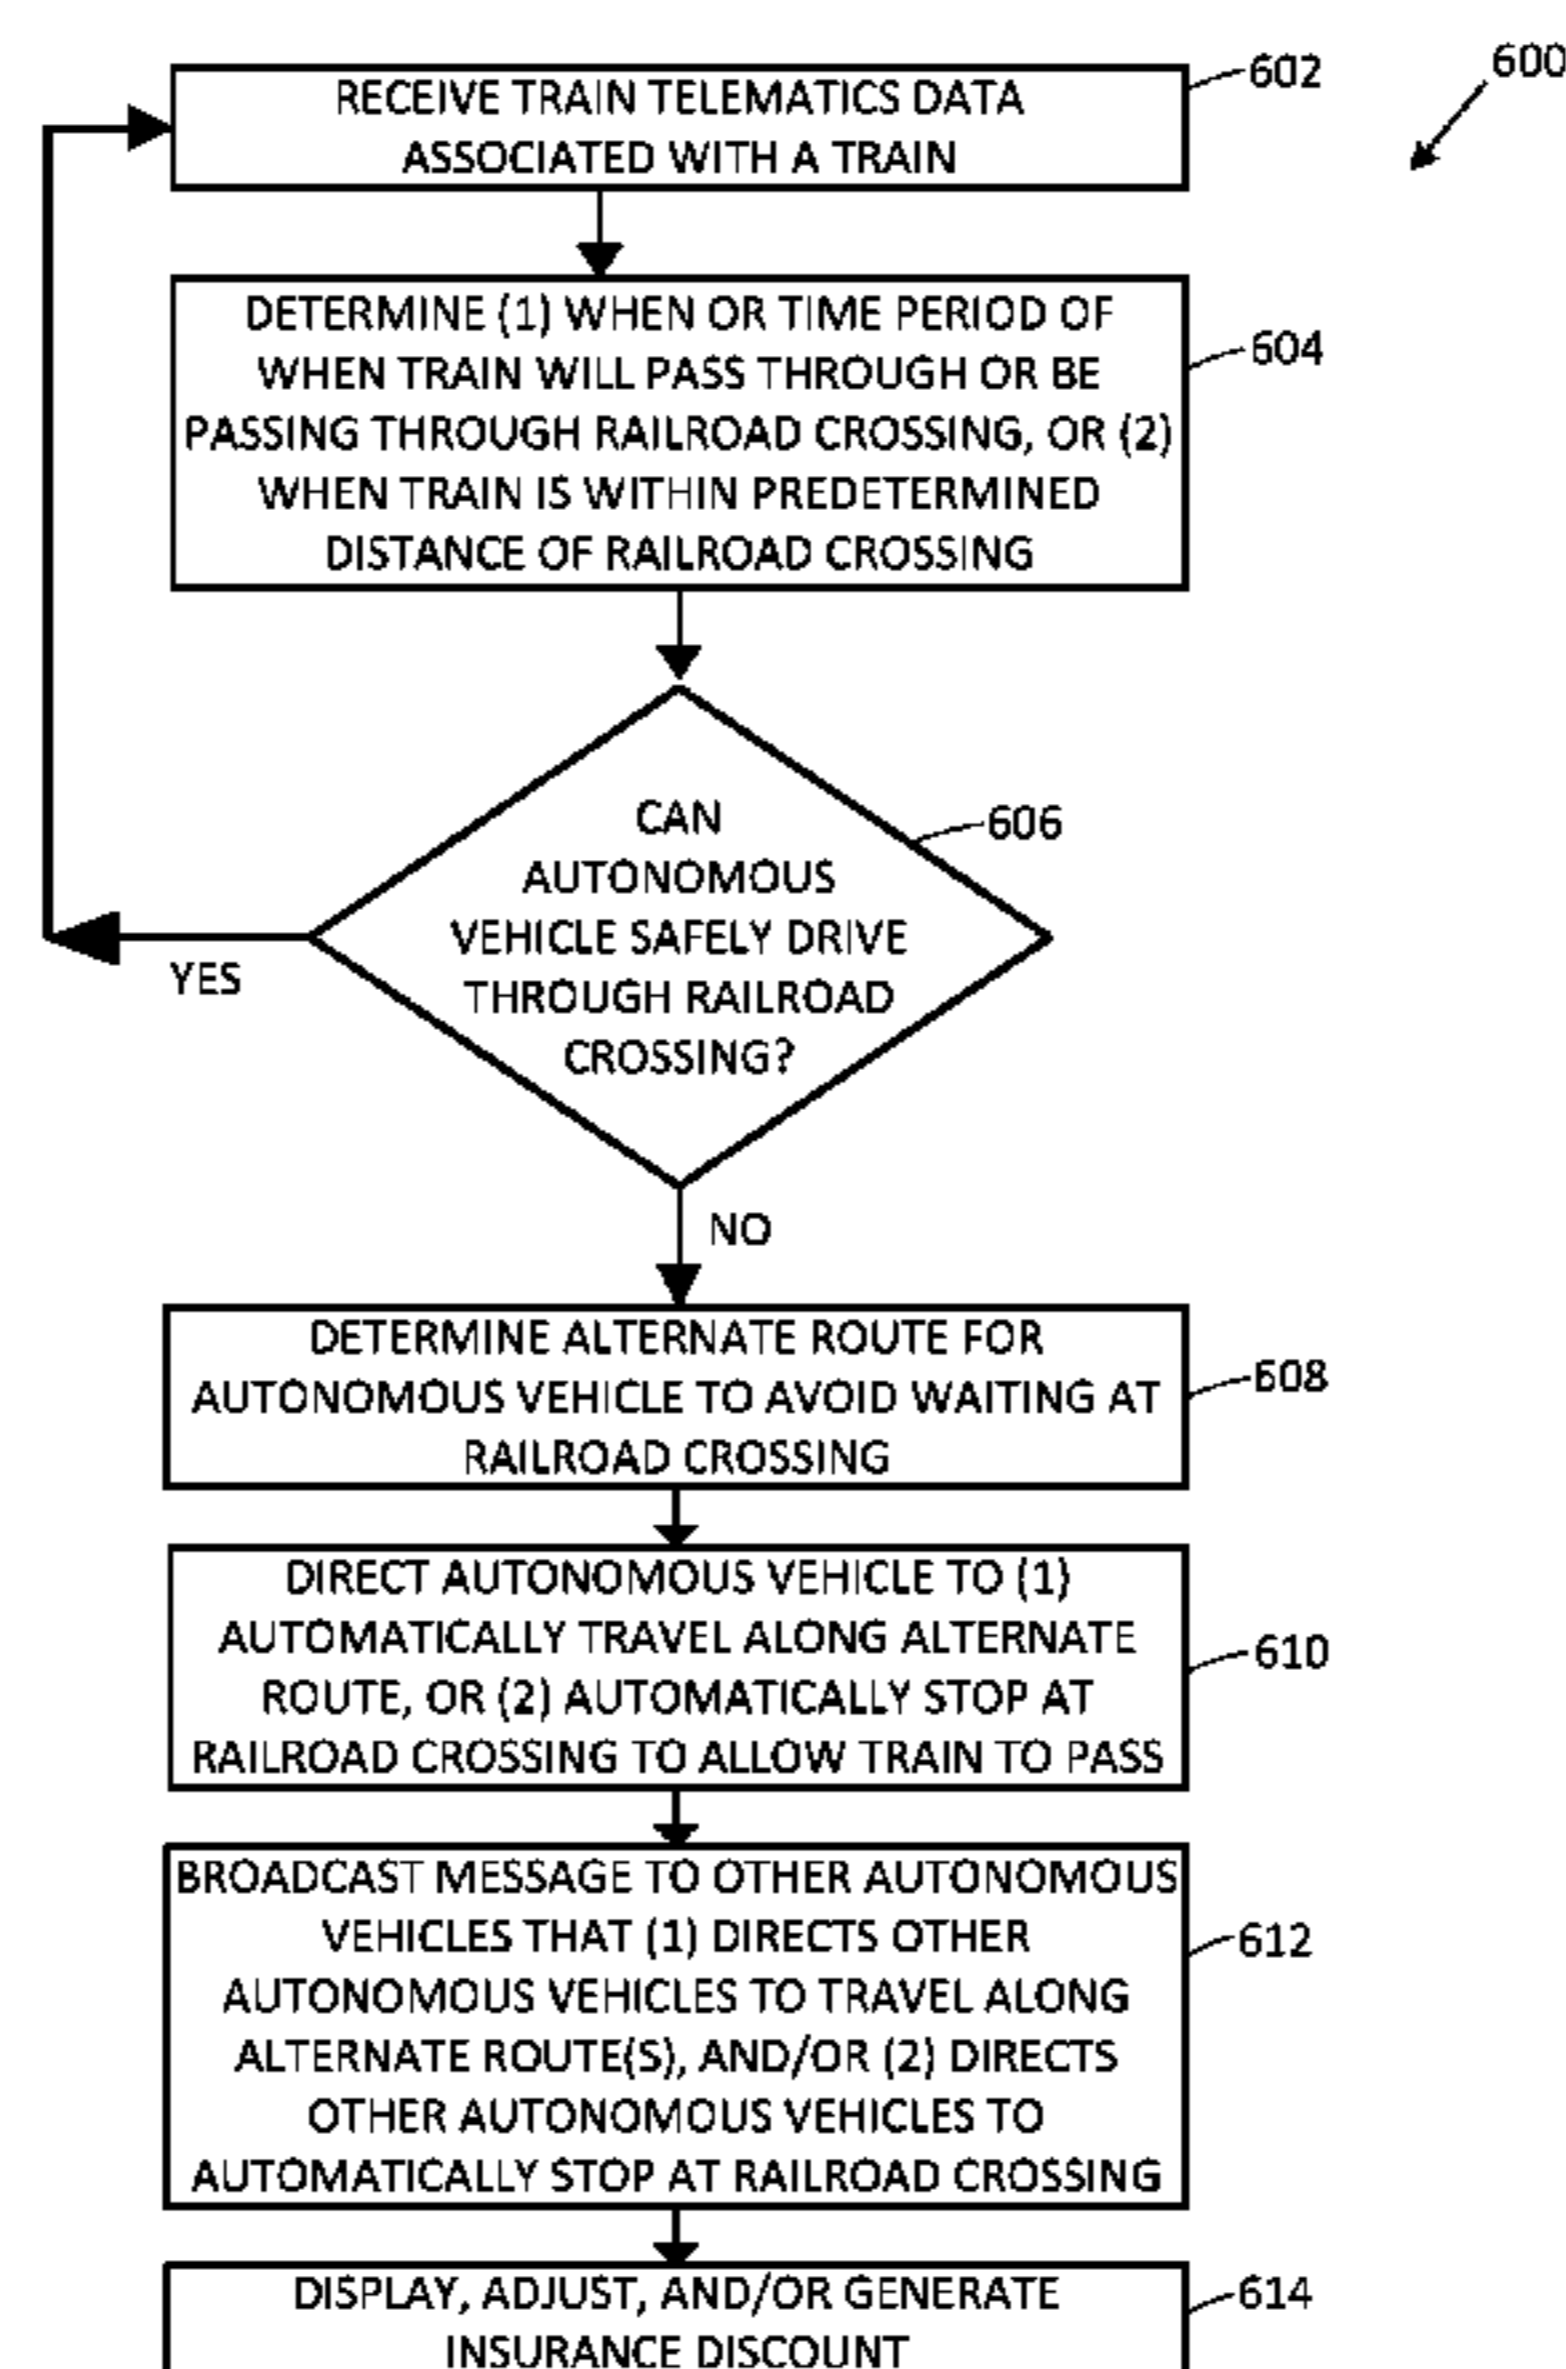 600
602
RECEIVE TRAIN TELEMATICS DATA
ASSOCIATED WITH A TRAIN
604
DETERMINE (1) WHEN OR TIME PERIOD OF
WHEN TRAIN WILL PASS THROUGH OR BE
PASSING THROUGH RAILROAD CROSSING, OR (2)
WHEN TRAIN IS WITHIN PREDETERMINED
DISTANCE OF RAILROAD CROSSING
606
CAN
AUTONOMOUS
VEHICLE SAFELY DRIVE
THROUGH RAILROAD
CROSSING?
YES
NO
608
DETERMINE ALTERNATE ROUTE FOR
AUTONOMOUS VEHICLE TO AVOID WAITING AT
RAILROAD CROSSING
610
DIRECT AUTONOMOUS VEHICLE TO (1)
AUTOMATICALLY TRAVEL ALONG ALTERNATE
ROUTE, OR (2) AUTOMATICALLY STOP AT
RAILROAD CROSSING TO ALLOW TRAIN TO PASS
612
BROADCAST MESSAGE TO OTHER AUTONOMOUS
VEHICLES THAT (1) DIRECTS OTHER
AUTONOMOUS VEHICLES TO TRAVEL ALONG
ALTERNATE ROUTE(S), AND/OR (2) DIRECTS
OTHER AUTONOMOUS VEHICLES TO
AUTOMATICALLY STOP AT RAILROAD CROSSING
614
DISPLAY, ADJUST, AND/OR GENERATE
INSURANCE DISCOUNT